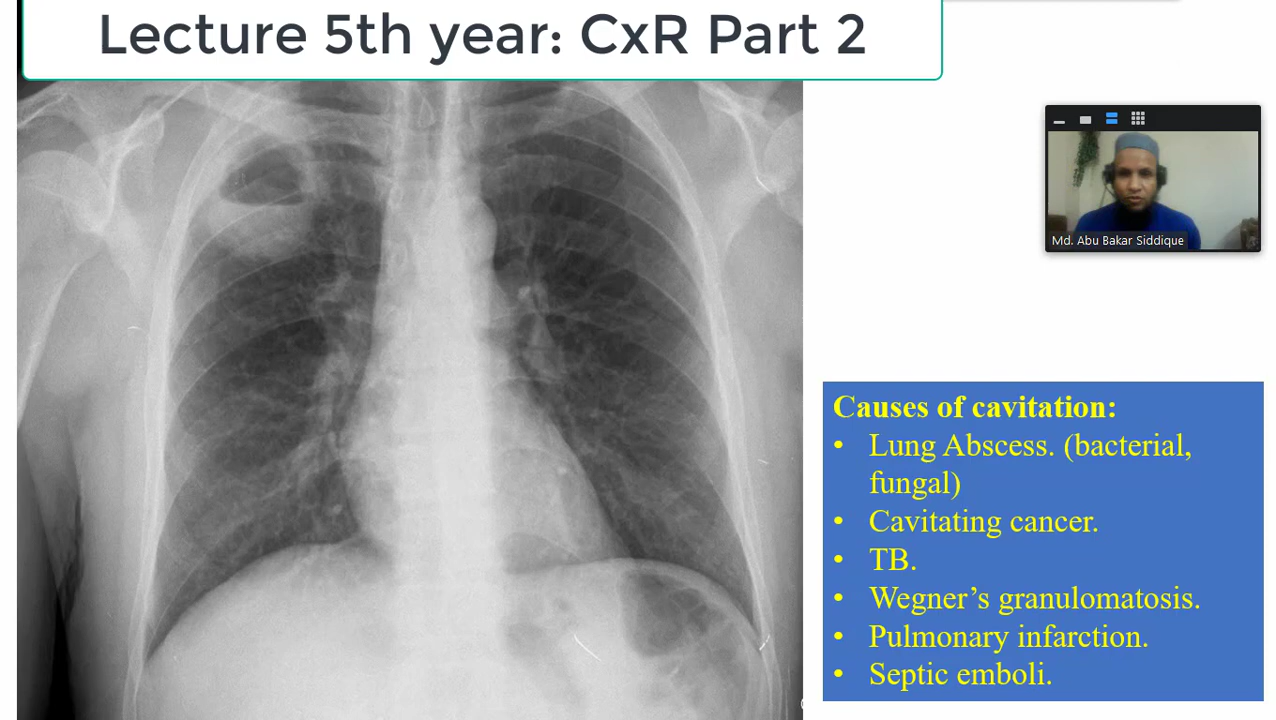 Lecture 5th year: CxR Part 2
Md. Abu Bakar Siddique
Causes of cavitation:
• Lung Abscess. (bacterial,
fungal)
• Cavitating cancer.
• TB.
• Wegner’s granulomatosis.
• Pulmonary infarction.
• Septic emboli.